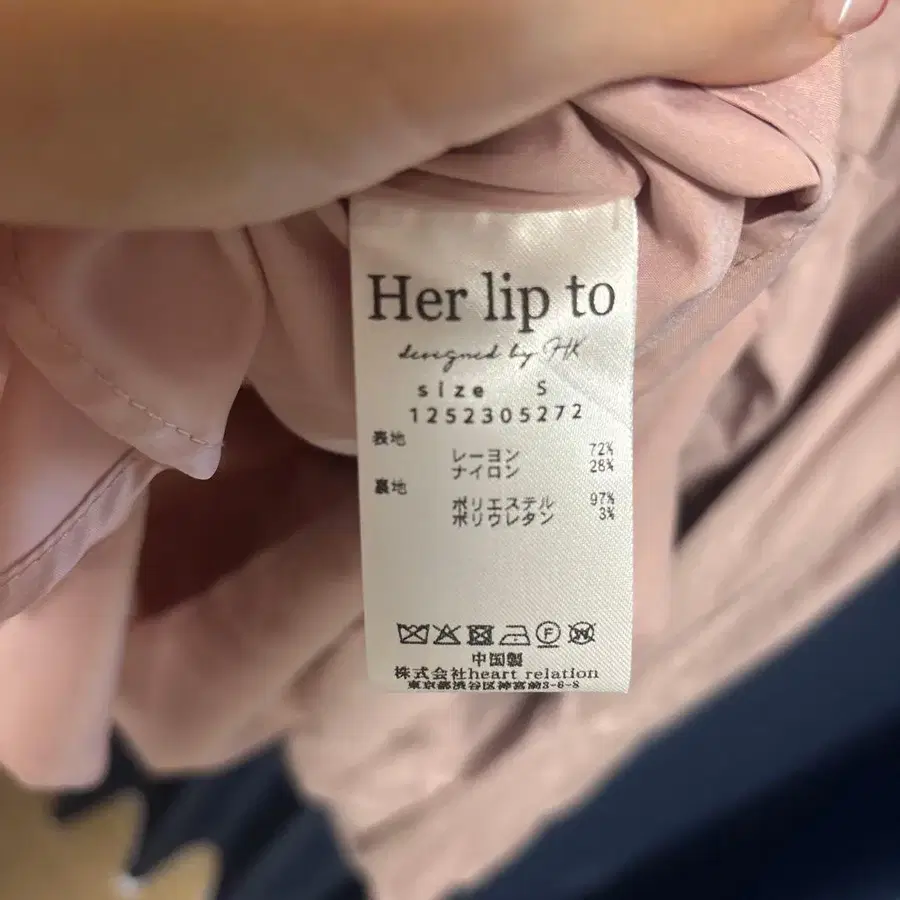 Her lip to
designed by HK
size S
1252305272
表地
レーヨン 72%
ナイロン 28%
裏地
ポリエステル 97%
ポリウレタン 3%
F
W
中国製
株式会社heart relation
東京都渋谷区神宮前3-6-8